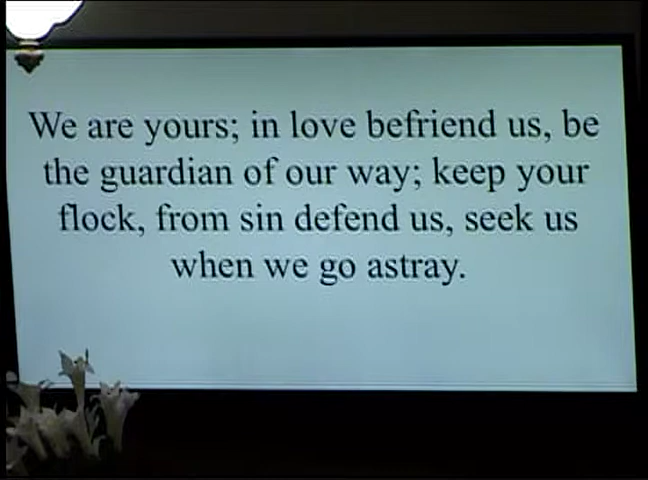 We are yours; in love befriend us, be
the guardian of our way; keep your
flock, from sin defend us, seek us
when we go astray.